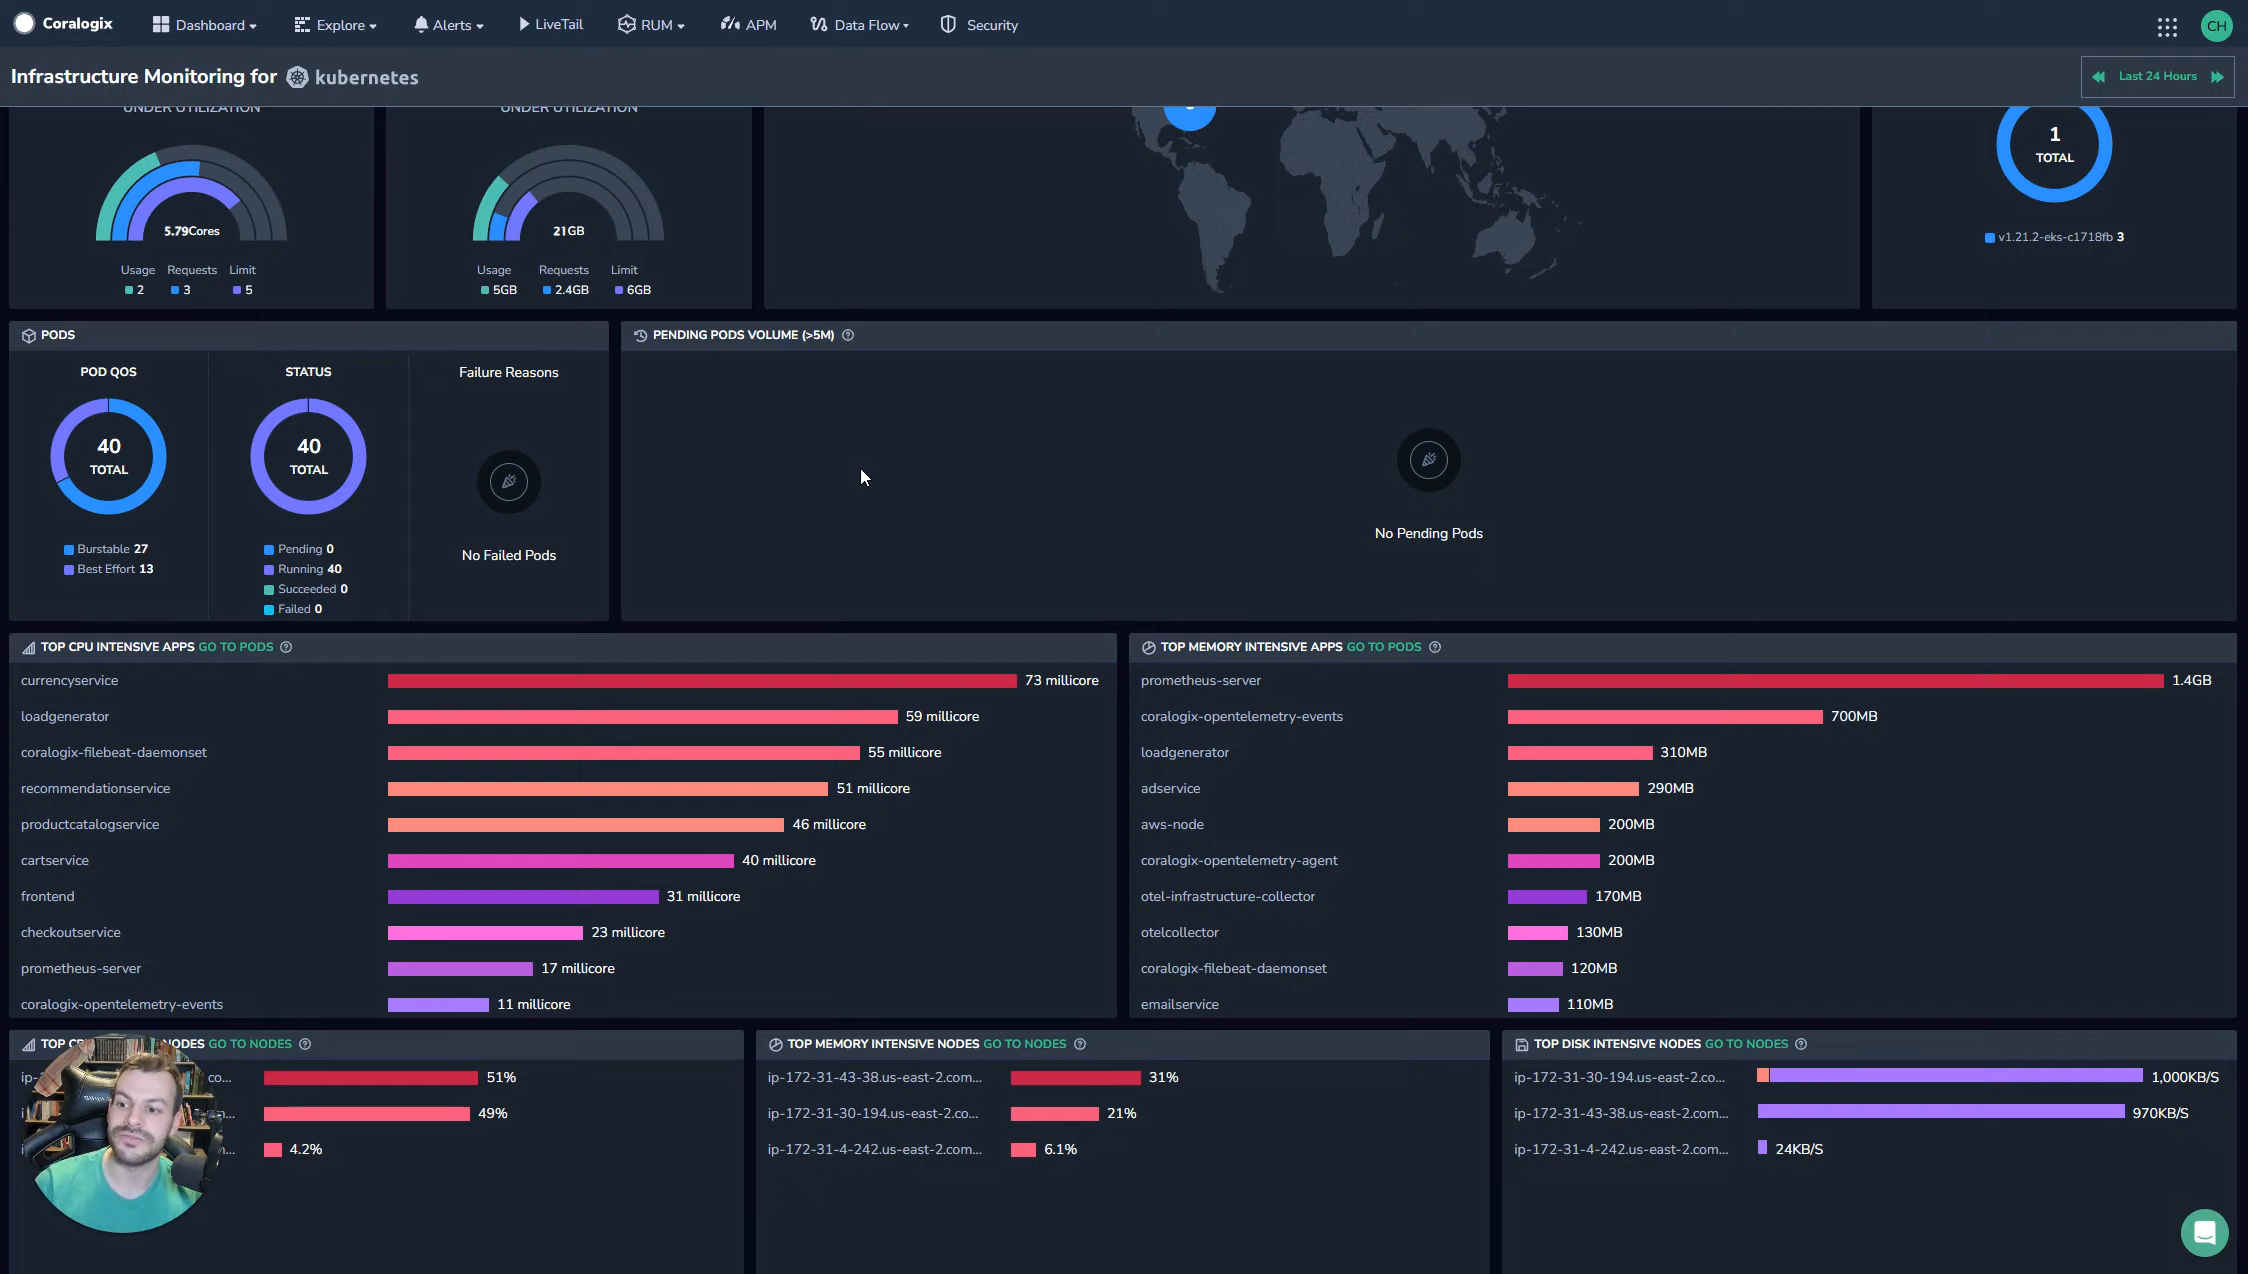 Coralogix Dashboard Explore Alerts LiveTail RUM APM Data Flow Security CH
Infrastructure Monitoring for kubernetes
Last 24 Hours
UNDER UTILIZATION
5.79Cores
Usage Requests Limit
2 3 5
UNDER UTILIZATION
21GB
Usage Requests Limit
5GB 2.4GB 6GB
1
TOTAL
v1.21.2-eks-c1718fb 3
PODS
POD QOS
40
TOTAL
Burstable 27
Best Effort 13
STATUS
40
TOTAL
Pending 0
Running 40
Succeeded 0
Failed 0
Failure Reasons
No Failed Pods
PENDING PODS VOLUME (>5M)
No Pending Pods
TOP CPU INTENSIVE APPS GO TO PODS
currencyservice 73 millicore
loadgenerator 59 millicore
coralogix-filebeat-daemonset 55 millicore
recommendationservice 51 millicore
productcatalogservice 46 millicore
cartservice 40 millicore
frontend 31 millicore
checkoutservice 23 millicore
prometheus-server 17 millicore
coralogix-opentelemetry-events 11 millicore
TOP MEMORY INTENSIVE APPS GO TO PODS
prometheus-server 1.4GB
coralogix-opentelemetry-events 700MB
loadgenerator 310MB
adservice 290MB
aws-node 200MB
coralogix-opentelemetry-agent 200MB
otel-infrastructure-collector 170MB
otelcollector 130MB
coralogix-filebeat-daemonset 120MB
emailservice 110MB
TOP NODES GO TO NODES
co... 51%
49%
4.2%
TOP MEMORY INTENSIVE NODES GO TO NODES
ip-172-31-43-38.us-east-2.com... 31%
ip-172-31-30-194.us-east-2.co... 21%
ip-172-31-4-242.us-east-2.com... 6.1%
TOP DISK INTENSIVE NODES GO TO NODES
ip-172-31-30-194.us-east-2.co... 1,000KB/S
ip-172-31-43-38.us-east-2.com... 970KB/S
ip-172-31-4-242.us-east-2.com... 24KB/S